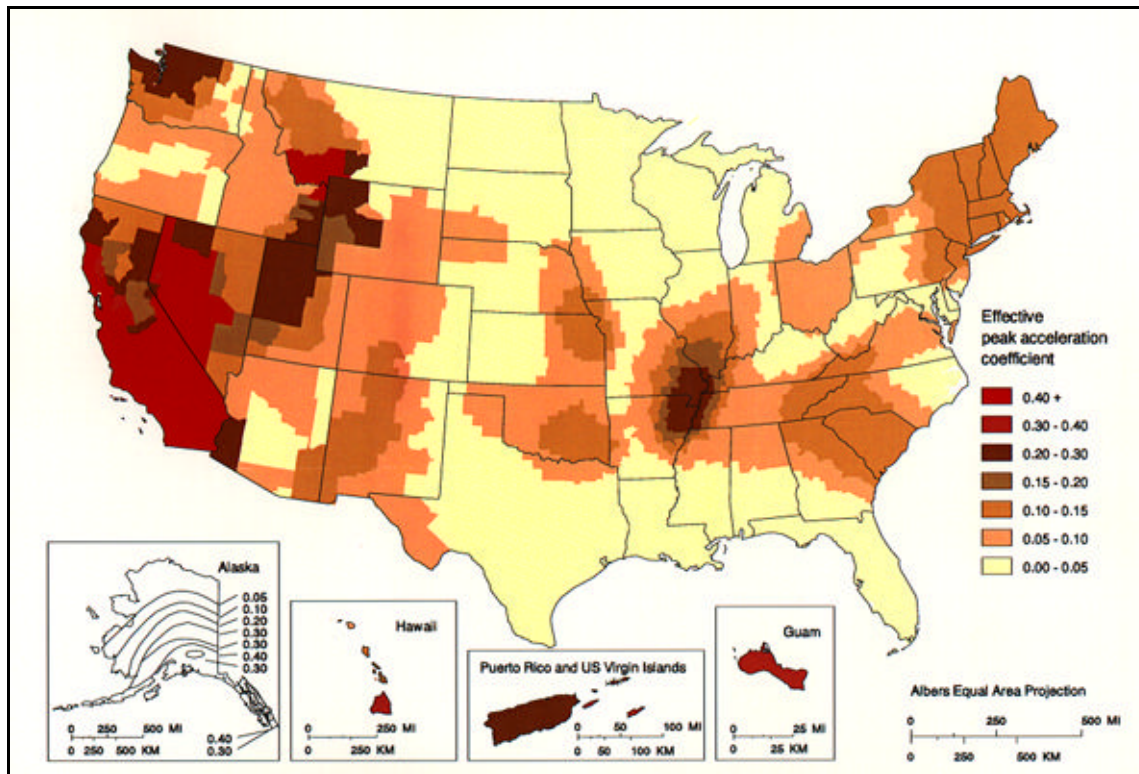 Effective
peak acceleration
coefficient
0.40 +
0.30 - 0.40
0.20 - 0.30
0.15 - 0.20
0.10 - 0.15
0.05 - 0.10
0.00 - 0.05
Alaska
0.05
0.10
0.20
0.30
0.30
0.40
0.30
0 250 500 MI
0 250 500 KM
0.40
0.30
Hawaii
0 250 MI
0 250 KM
Puerto Rico and US Virgin Islands
0 50 100 MI
0 50 100 KM
Guam
0 25 MI
0 25 KM
Albers Equal Area Projection
0 250 500 MI
0 250 500 KM